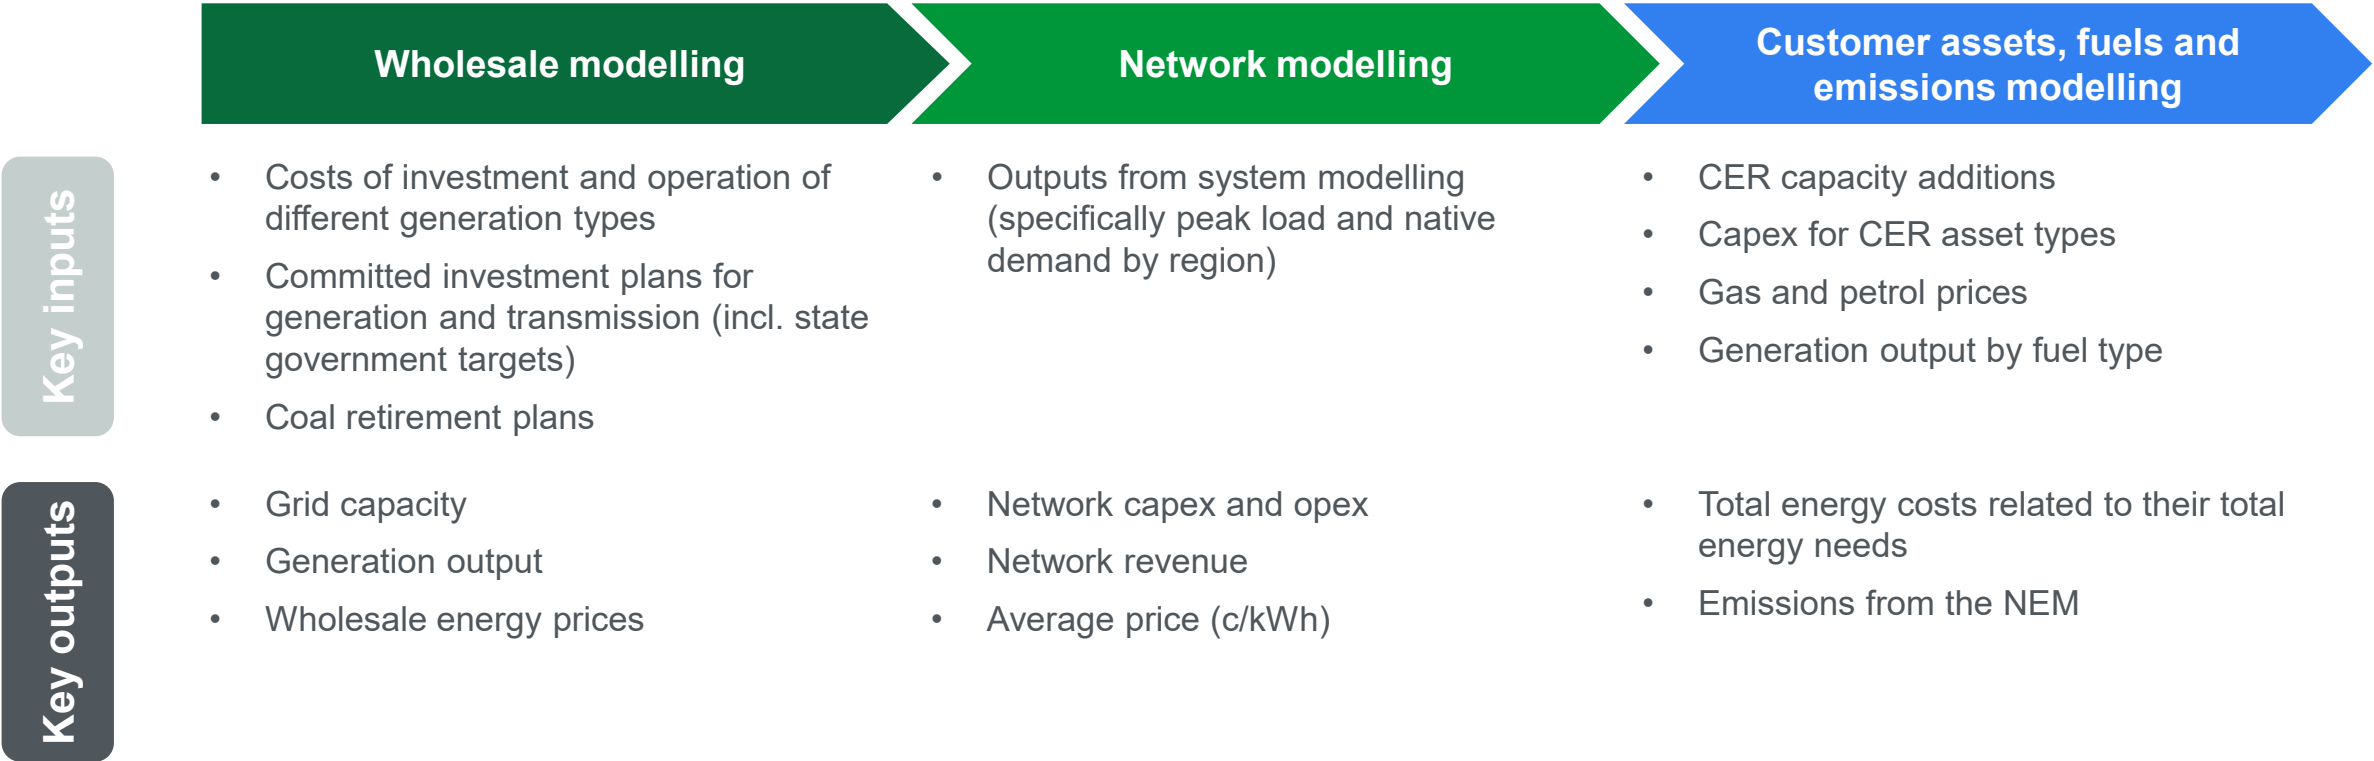 Wholesale modelling
Network modelling
Customer assets, fuels and
emissions modelling
Key inputs
• Costs of investment and operation of
different generation types
• Committed investment plans for
generation and transmission (incl. state
government targets)
• Coal retirement plans
• Outputs from system modelling
(specifically peak load and native
demand by region)
• CER capacity additions
• Capex for CER asset types
• Gas and petrol prices
• Generation output by fuel type
Key outputs
• Grid capacity
• Generation output
• Wholesale energy prices
• Network capex and opex
• Network revenue
• Average price (c/kWh)
• Total energy costs related to their total
energy needs
• Emissions from the NEM